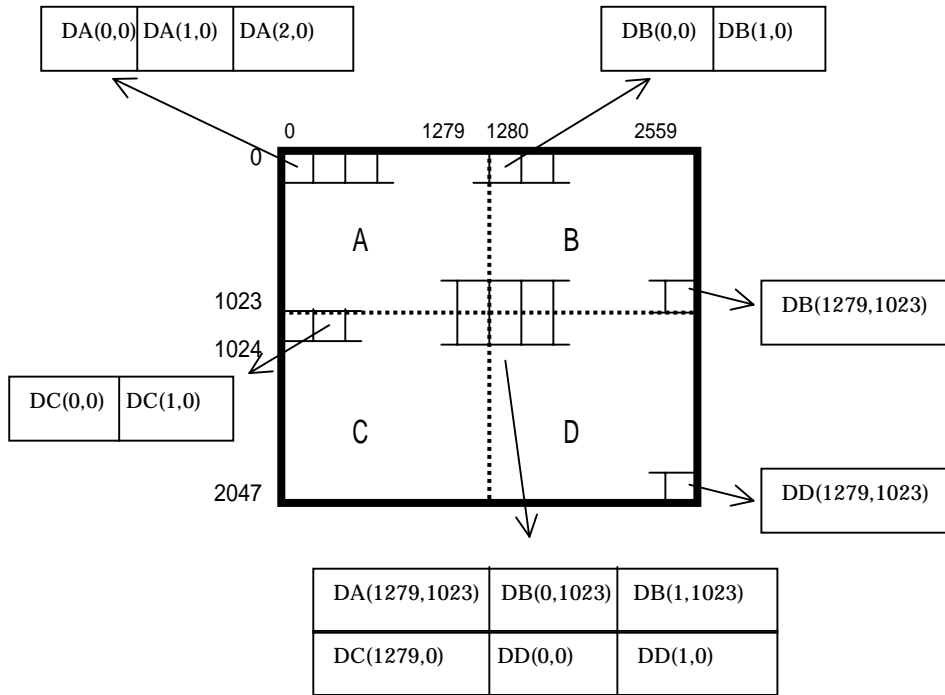 DA(0,0) DA(1,0) DA(2,0)
DB(0,0) DB(1,0)
0 1279 1280 2559
0
A B
1023
DB(1279,1023)
1024
DC(0,0) DC(1,0)
C D
2047
DD(1279,1023)
DA(1279,1023) DB(0,1023) DB(1,1023)
DC(1279,0) DD(0,0) DD(1,0)